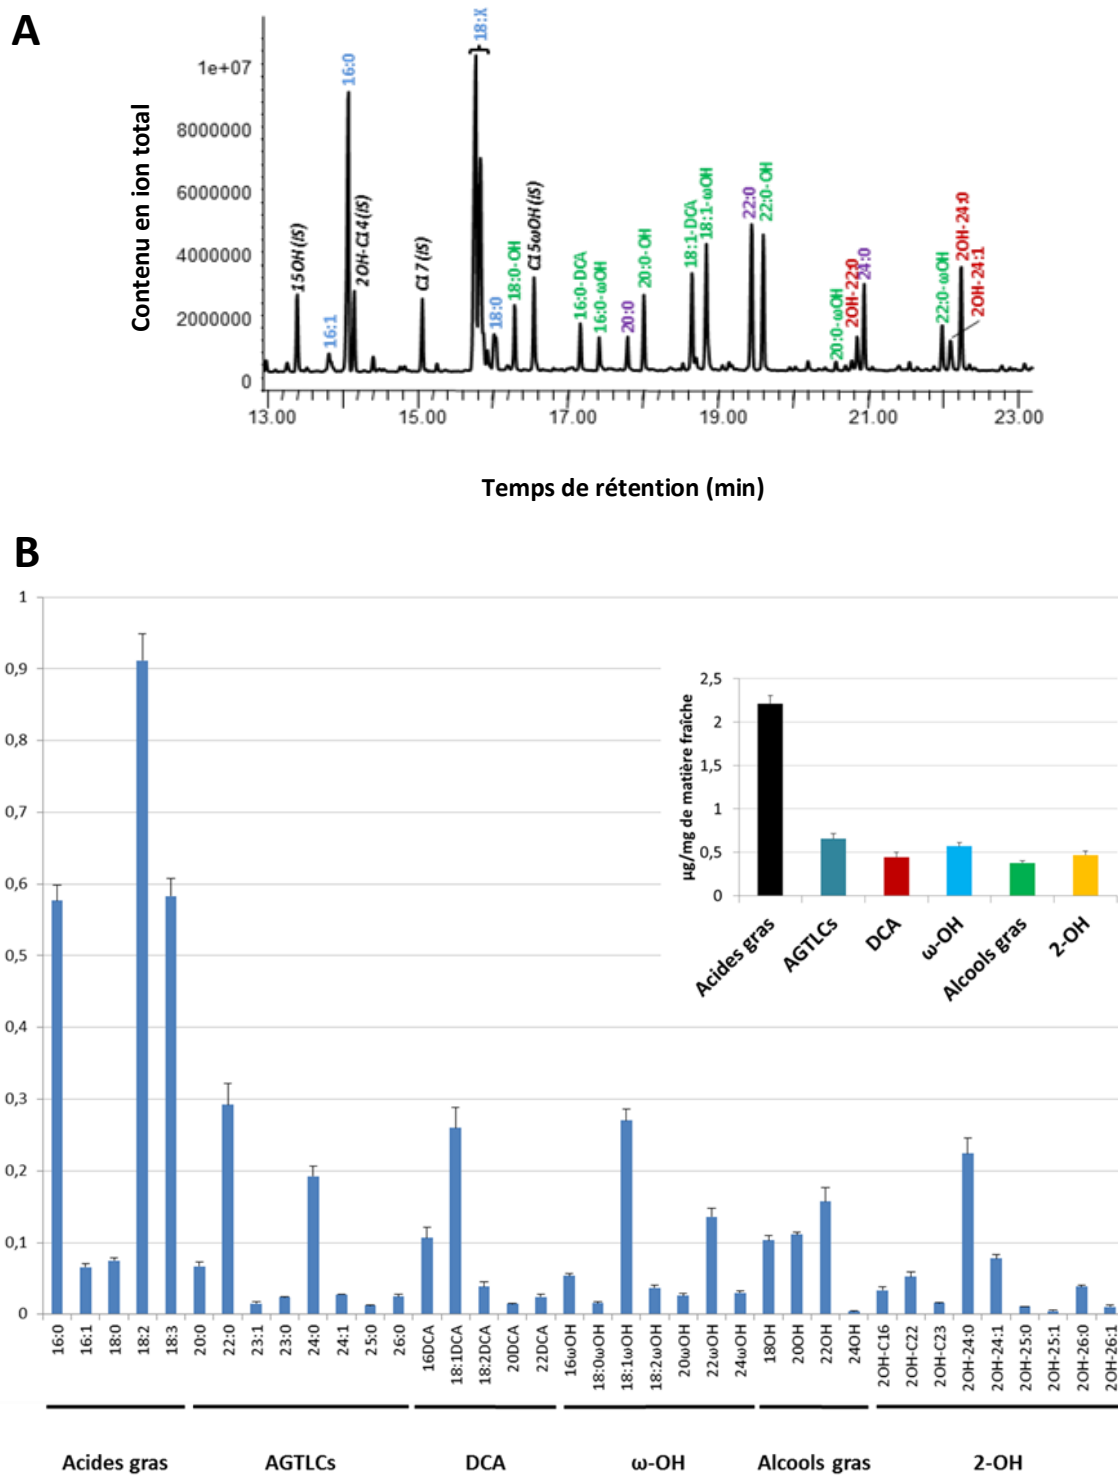 A
Contenu en ion total
1e+07
8000000
6000000
4000000
2000000
0
15OH (IS)
16:1
16:0
2OH-C14 (IS)
C17 (IS)
18:X
18:0
18:0-OH
C15ωOH (IS)
16:0-DCA
16:0-ωOH
20:0
20:0-OH
18:1-DCA
18:1-ωOH
22:0
22:0-OH
20:0-ωOH
2OH-22:0
24:0
22:0-ωOH
2OH-24:0
2OH-24:1
13.00 15.00 17.00 19.00 21.00 23.00
Temps de rétention (min)
B
1
0,9
0,8
0,7
0,6
0,5
0,4
0,3
0,2
0,1
0
µg/mg de matière fraîche
2,5
2
1,5
1
0,5
0
Acides gras
AGTLCs
DCA
ω-OH
Alcools gras
2-OH
16:0
16:1
18:0
18:2
18:3
20:0
22:0
23:1
23:0
24:0
24:1
25:0
26:0
16DCA
18:1DCA
18:2DCA
20DCA
22DCA
16ωOH
18:0ωOH
18:1ωOH
18:2ωOH
20ωOH
22ωOH
24ωOH
18OH
20OH
22OH
24OH
2OH-C16
2OH-C22
2OH-C23
2OH-24:0
2OH-24:1
2OH-25:0
2OH-25:1
2OH-26:0
2OH-26:1
Acides gras AGTLCs DCA ω-OH Alcools gras 2-OH